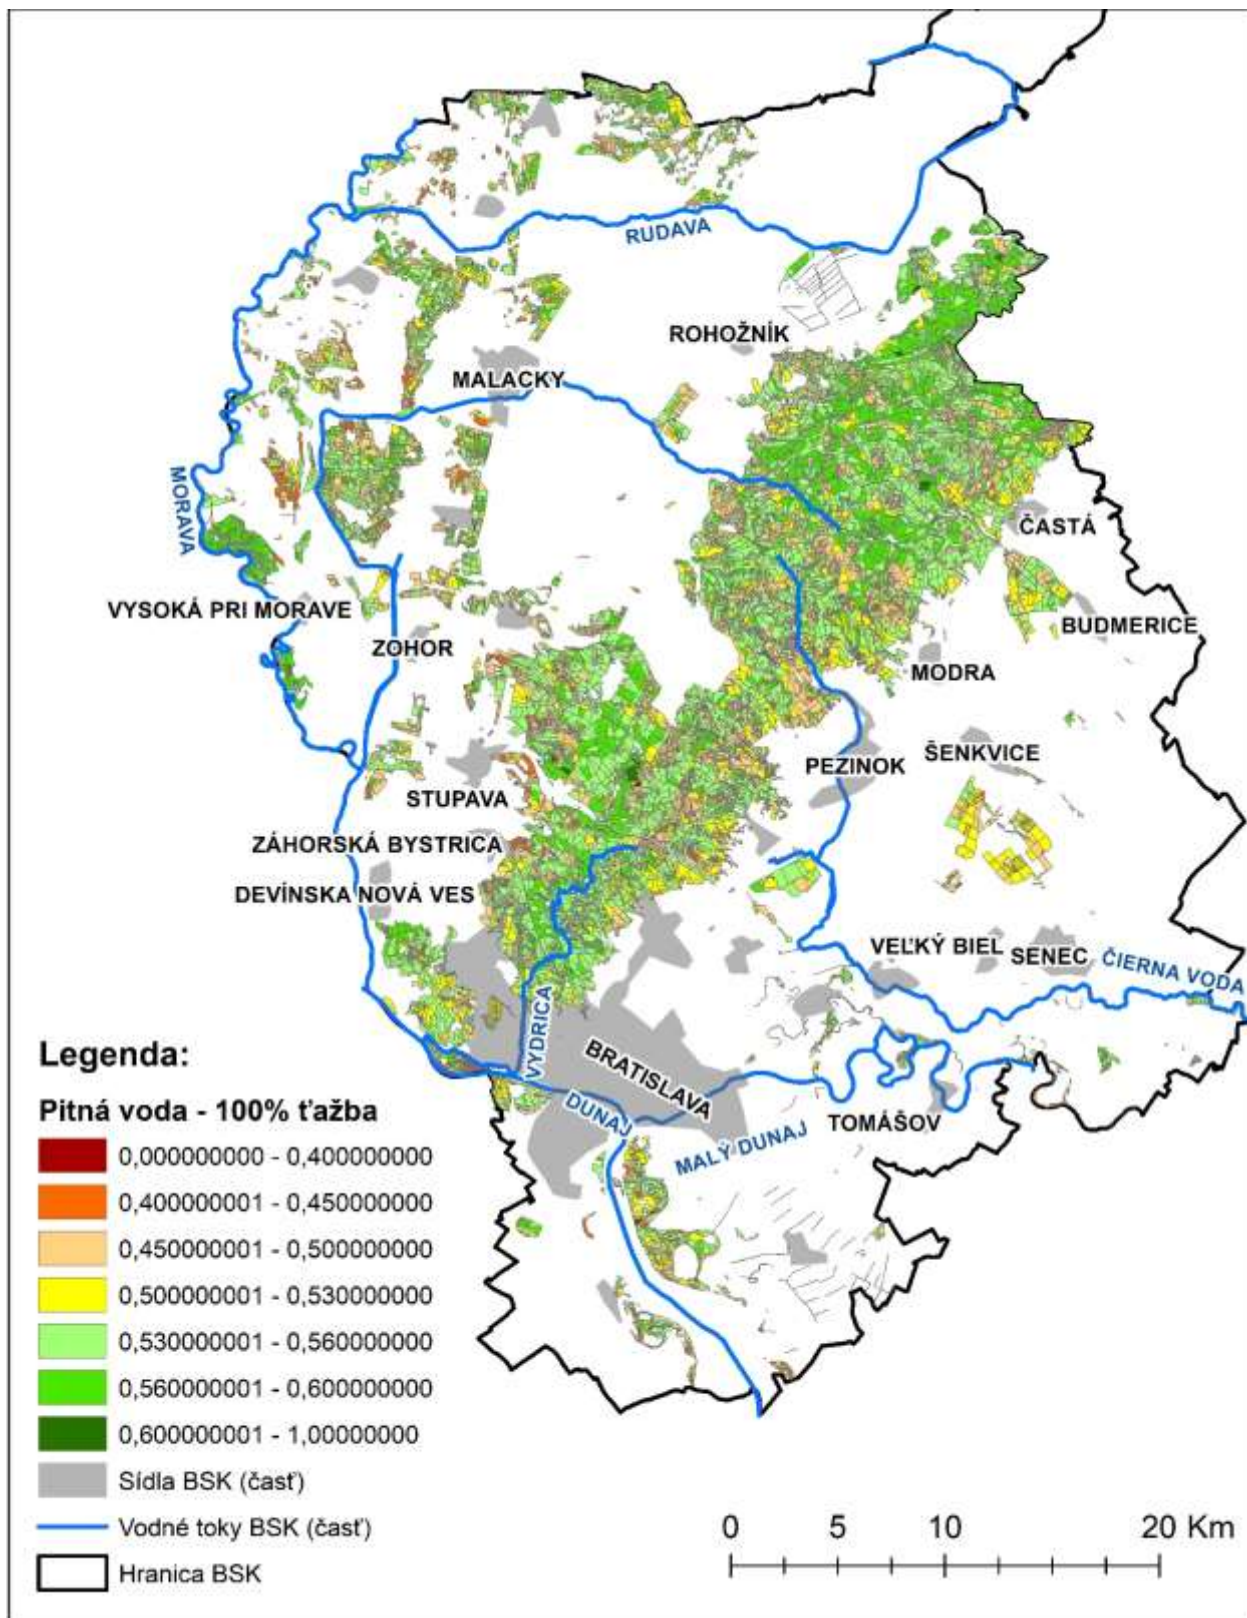 RUDAVA
ROHOŽNÍK
MALACKY
MORAVA
ČASTÁ
VYSOKÁ PRI MORAVE
BUDMERICE
ZOHOR
MODRA
PEZINOK
ŠENKVICE
STUPAVA
ZÁHORSKÁ BYSTRICA
DEVÍNSKA NOVÁ VES
VEĽKÝ BIEL
SENEC
ČIERNA VODA
VYDRICA
BRATISLAVA
DUNAJ
MALÝ DUNAJ
TOMÁŠOV
Legenda:
Pitná voda - 100% ťažba
0,000000000 - 0,400000000
0,400000001 - 0,450000000
0,450000001 - 0,500000000
0,500000001 - 0,530000000
0,530000001 - 0,560000000
0,560000001 - 0,600000000
0,600000001 - 1,00000000
Sídla BSK (časť)
Vodné toky BSK (časť)
Hranica BSK
0 5 10 20 Km